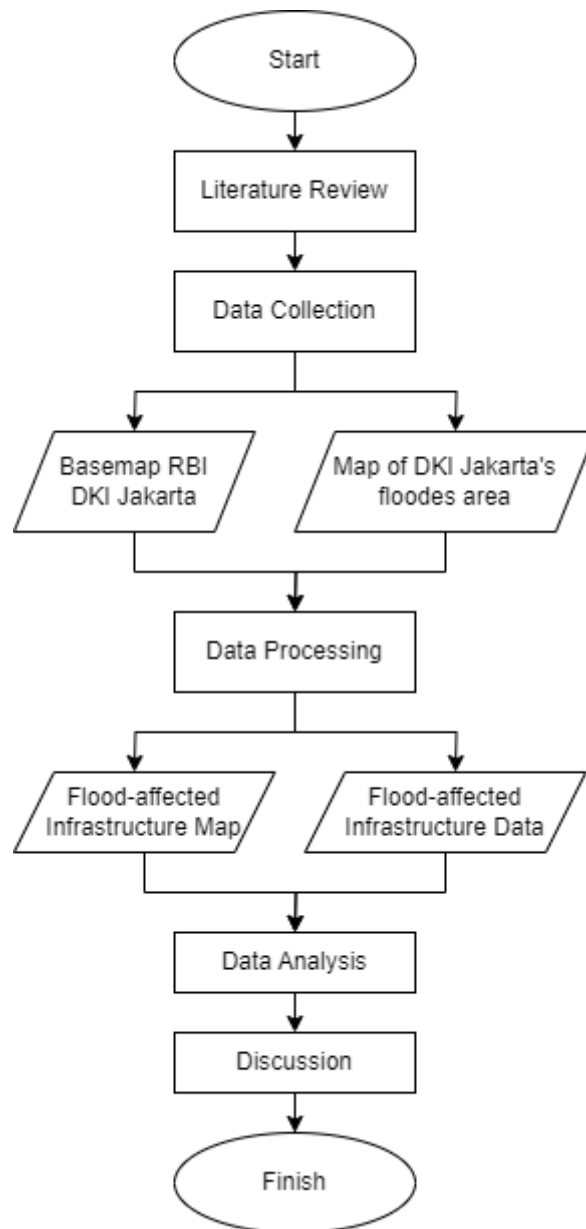 Start
Literature Review
Data Collection
Basemap RBI
DKI Jakarta
Map of DKI Jakarta's
floodes area
Data Processing
Flood-affected
Infrastructure Map
Flood-affected
Infrastructure Data
Data Analysis
Discussion
Finish